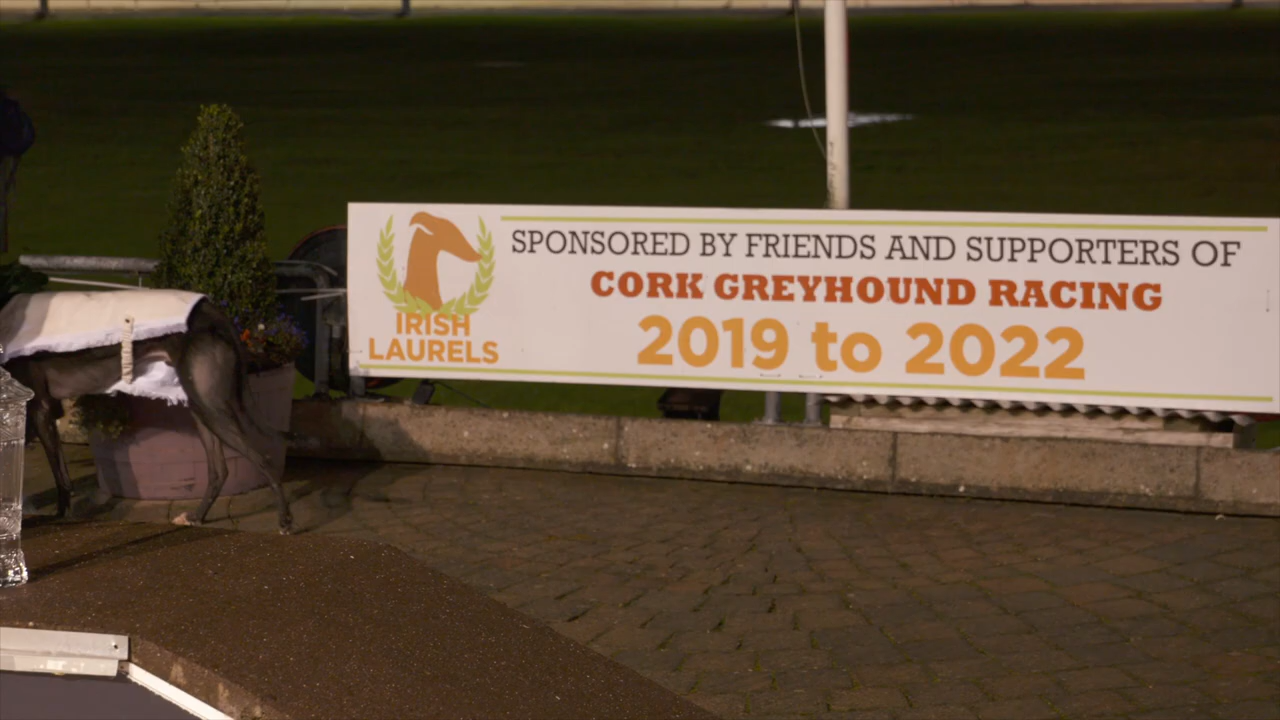 IRISH
LAURELS
SPONSORED BY FRIENDS AND SUPPORTERS OF
CORK GREYHOUND RACING
2019 to 2022